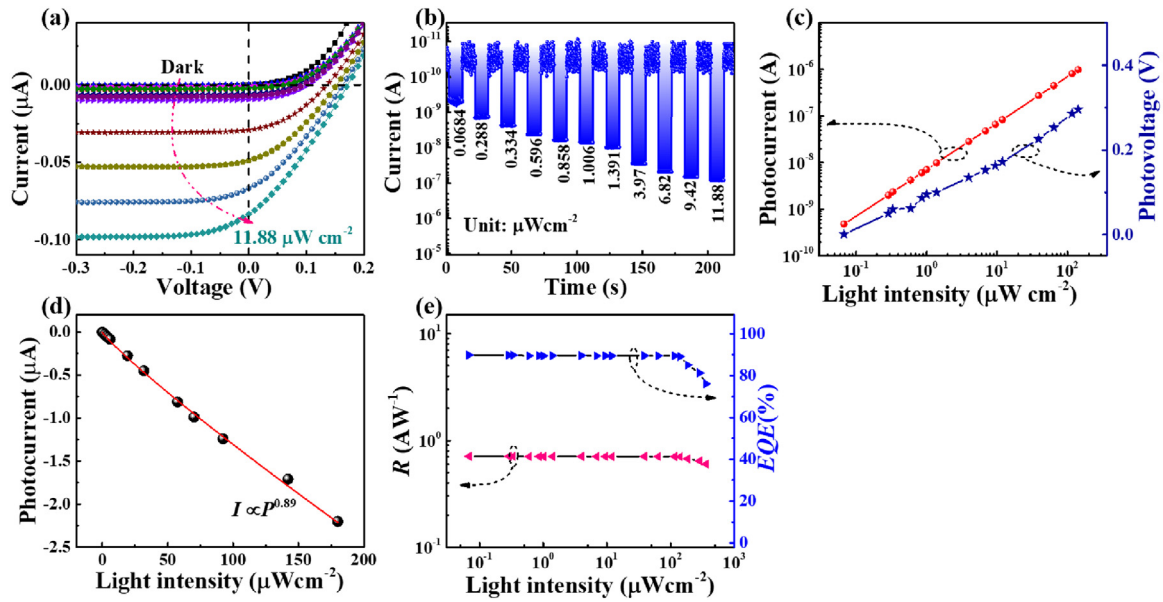 (a)
0.00
-0.05
-0.10
Current (μA)
Dark
11.88 μW cm⁻²
-0.3 -0.2 -0.1 0.0 0.1 0.2
Voltage (V)
(b)
10⁻¹¹
10⁻¹⁰
10⁻⁹
10⁻⁸
10⁻⁷
10⁻⁶
10⁻⁵
Current (A)
0.0684
0.288
0.334
0.596
0.858
1.006
1.391
3.97
6.82
9.42
11.88
Unit: μWcm⁻²
0 50 100 150 200
Time (s)
(c)
10⁻⁵
10⁻⁶
10⁻⁷
10⁻⁸
10⁻⁹
10⁻¹⁰
Photocurrent (A)
0.4
0.2
0.0
Photovoltage (V)
10⁻¹ 10⁰ 10¹ 10²
Light intensity (μW cm⁻²)
(d)
0.0
-0.5
-1.0
-1.5
-2.0
-2.5
Photocurrent (μA)
I ∝P⁰·⁸⁹
0 50 100 150 200
Light intensity (μWcm⁻²)
(e)
10¹
10⁰
10⁻¹
R (AW⁻¹)
100
80
60
40
20
0
EQE(%)
10⁻¹ 10⁰ 10¹ 10² 10³
Light intensity (μWcm⁻²)